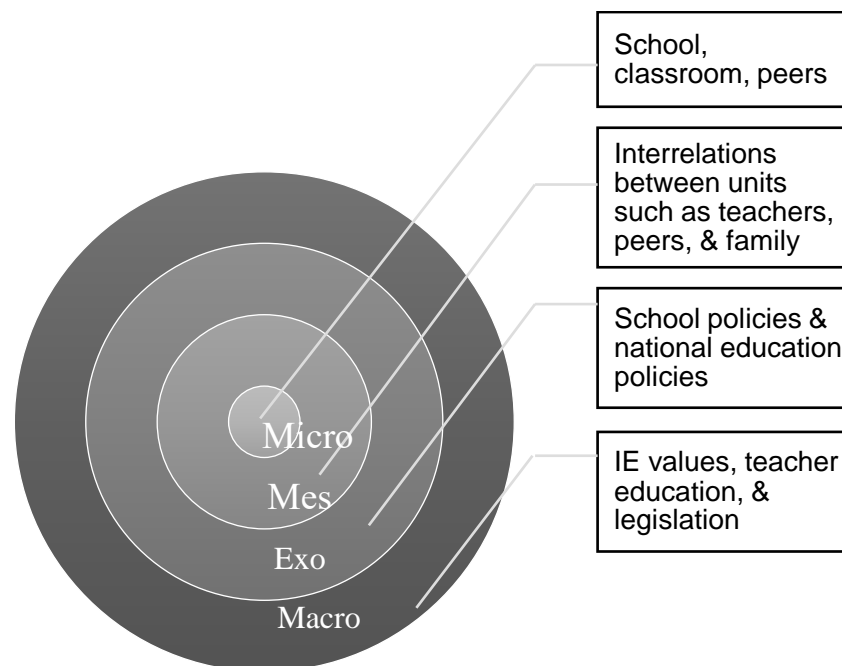 School,
classroom, peers
Interrelations
between units
such as teachers,
peers, & family
School policies &
national education
policies
IE values, teacher
education, &
legislation
Micro
Mes
Exo
Macro